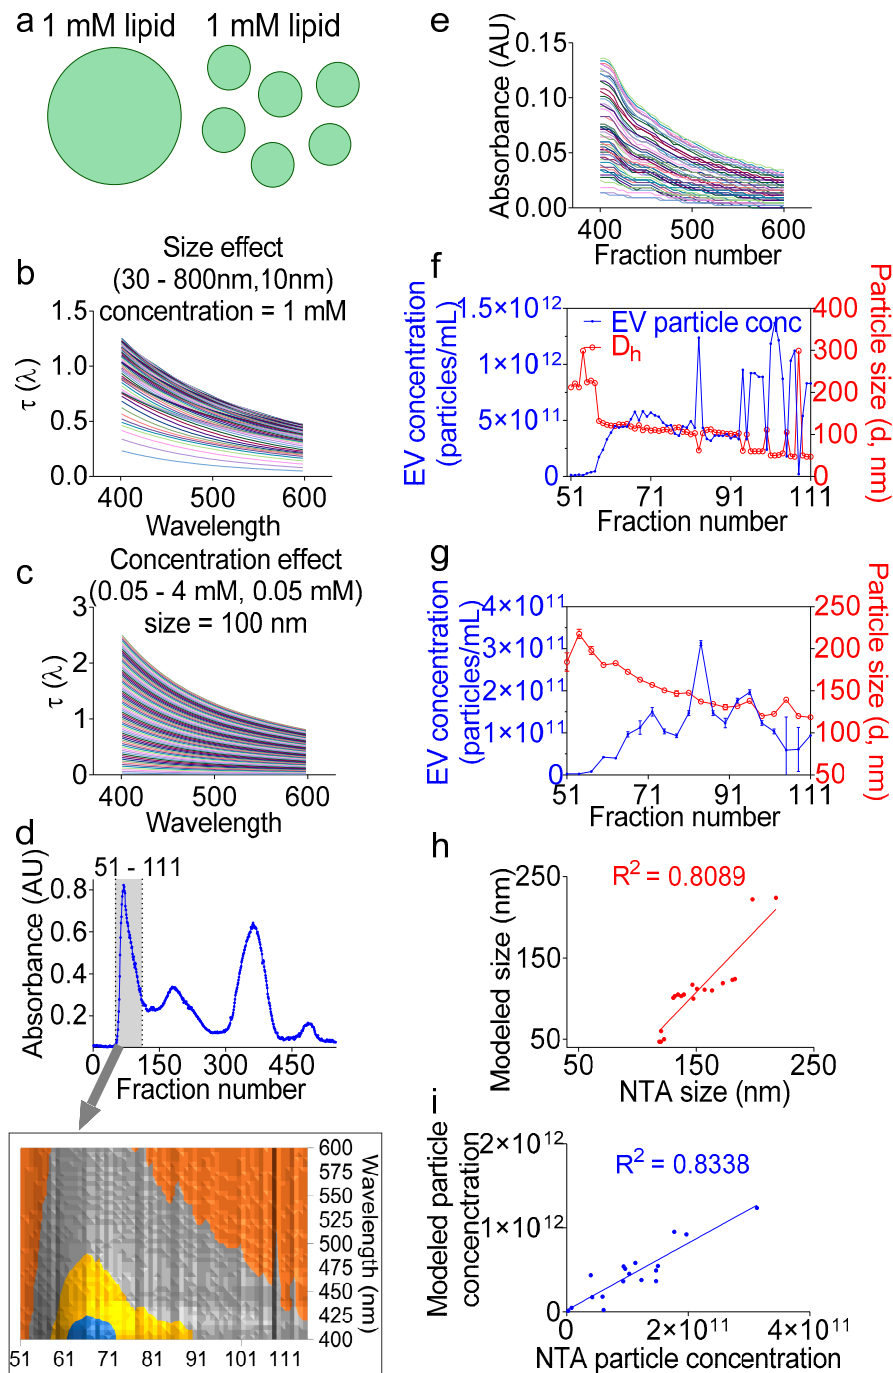 a 1 mM lipid 1 mM lipid
b
Size effect
(30 - 800nm,10nm)
concentration = 1 mM
1.5
1.0
0.5
0.0
τ (λ)
400 500 600
Wavelength
c
Concentration effect
(0.05 - 4 mM, 0.05 mM)
size = 100 nm
3
2
1
0
τ (λ)
400 500 600
Wavelength
d
51 - 111
0.8
0.6
0.4
0.2
Absorbance (AU)
0 150 300 450
Fraction number
600
575
550
525
500
475
450
425
400
Wavelength (nm)
51 61 71 81 91 101 111
e
0.15
0.10
0.05
0.00
Absorbance (AU)
400 500 600
Fraction number
f
EV particle conc
Dₕ
1.5×10¹²
1×10¹²
5×10¹¹
0
EV concentration
(particles/mL)
400
300
200
100
0
Particle size (d, nm)
51 71 91 111
Fraction number
g
4×10¹¹
3×10¹¹
2×10¹¹
1×10¹¹
0
EV concentration
(particles/mL)
250
200
150
100
50
Particle size (d, nm)
51 71 91 111
Fraction number
h
R² = 0.8089
250
150
50
Modeled size (nm)
50 150 250
NTA size (nm)
i
R² = 0.8338
2×10¹²
1×10¹²
0
Modeled particle
concenctration
0 2×10¹¹ 4×10¹¹
NTA particle concentration